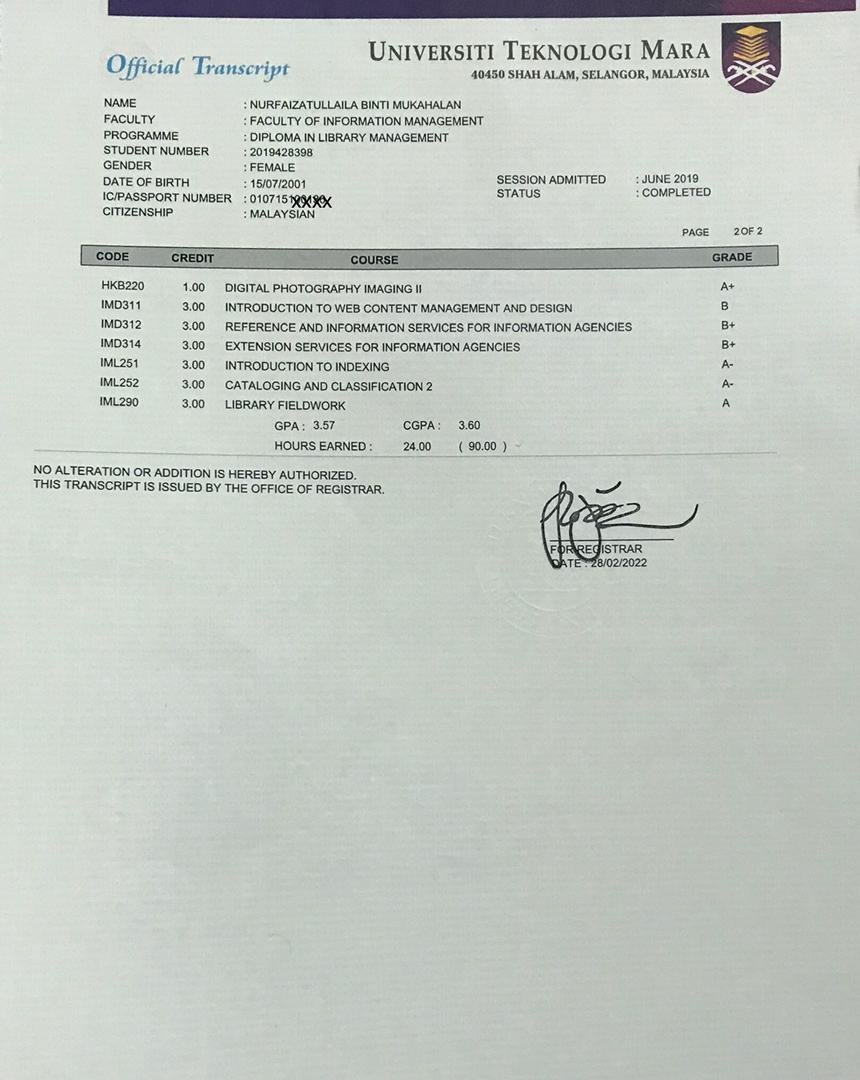 Official Transcript
UNIVERSITI TEKNOLOGI MARA
40450 SHAH ALAM, SELANGOR, MALAYSIA
NAME : NURFAIZATULLAILA BINTI MUKAHALAN
FACULTY : FACULTY OF INFORMATION MANAGEMENT
PROGRAMME : DIPLOMA IN LIBRARY MANAGEMENT
STUDENT NUMBER : 2019428398
GENDER : FEMALE
DATE OF BIRTH : 15/07/2001 SESSION ADMITTED : JUNE 2019
IC/PASSPORT NUMBER : 010715XXXX STATUS : COMPLETED
CITIZENSHIP : MALAYSIAN
PAGE 2 OF 2
CODE CREDIT COURSE GRADE
HKB220 1.00 DIGITAL PHOTOGRAPHY IMAGING II A+
IMD311 3.00 INTRODUCTION TO WEB CONTENT MANAGEMENT AND DESIGN B
IMD312 3.00 REFERENCE AND INFORMATION SERVICES FOR INFORMATION AGENCIES B+
IMD314 3.00 EXTENSION SERVICES FOR INFORMATION AGENCIES B+
IML251 3.00 INTRODUCTION TO INDEXING A-
IML252 3.00 CATALOGING AND CLASSIFICATION 2 A-
IML290 3.00 LIBRARY FIELDWORK A
GPA : 3.57 CGPA : 3.60
HOURS EARNED : 24.00 ( 90.00 )
NO ALTERATION OR ADDITION IS HEREBY AUTHORIZED.
THIS TRANSCRIPT IS ISSUED BY THE OFFICE OF REGISTRAR.
FOR REGISTRAR
DATE : 28/02/2022